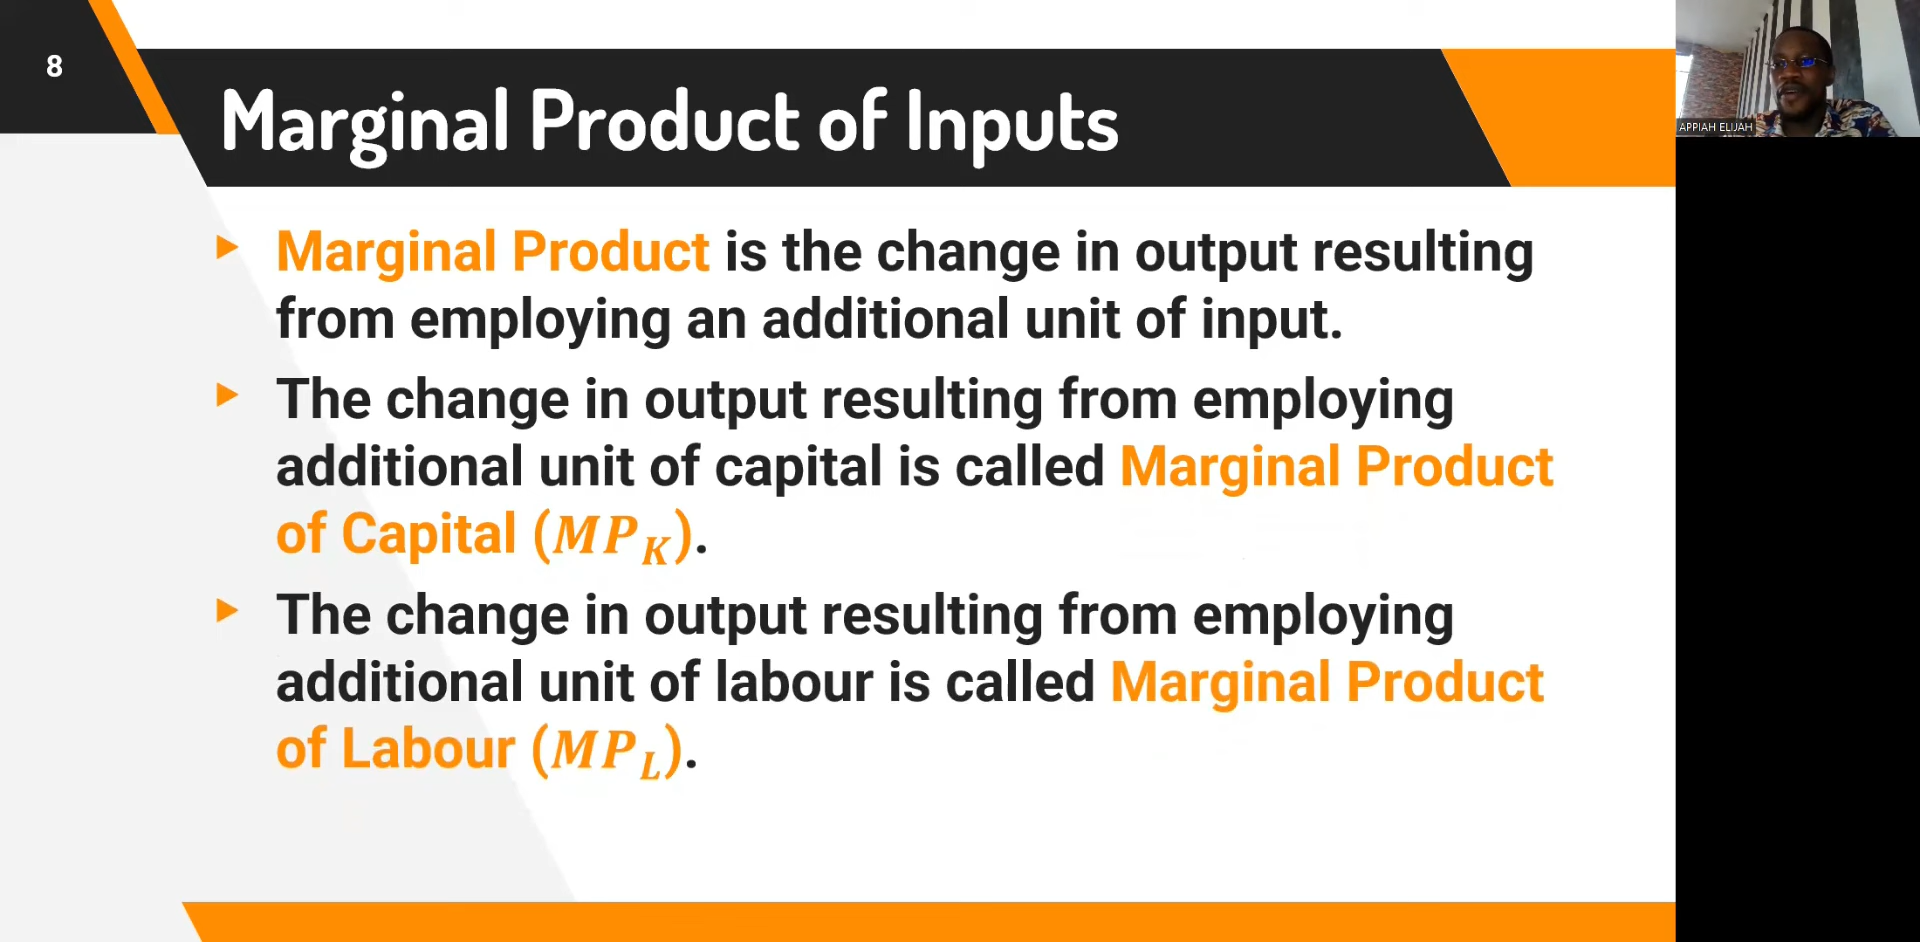 8
Marginal Product of Inputs
APPIAH ELIJAH
▶ Marginal Product is the change in output resulting
from employing an additional unit of input.
▶ The change in output resulting from employing
additional unit of capital is called Marginal Product
of Capital (MP_K).
▶ The change in output resulting from employing
additional unit of labour is called Marginal Product
of Labour (MP_L).